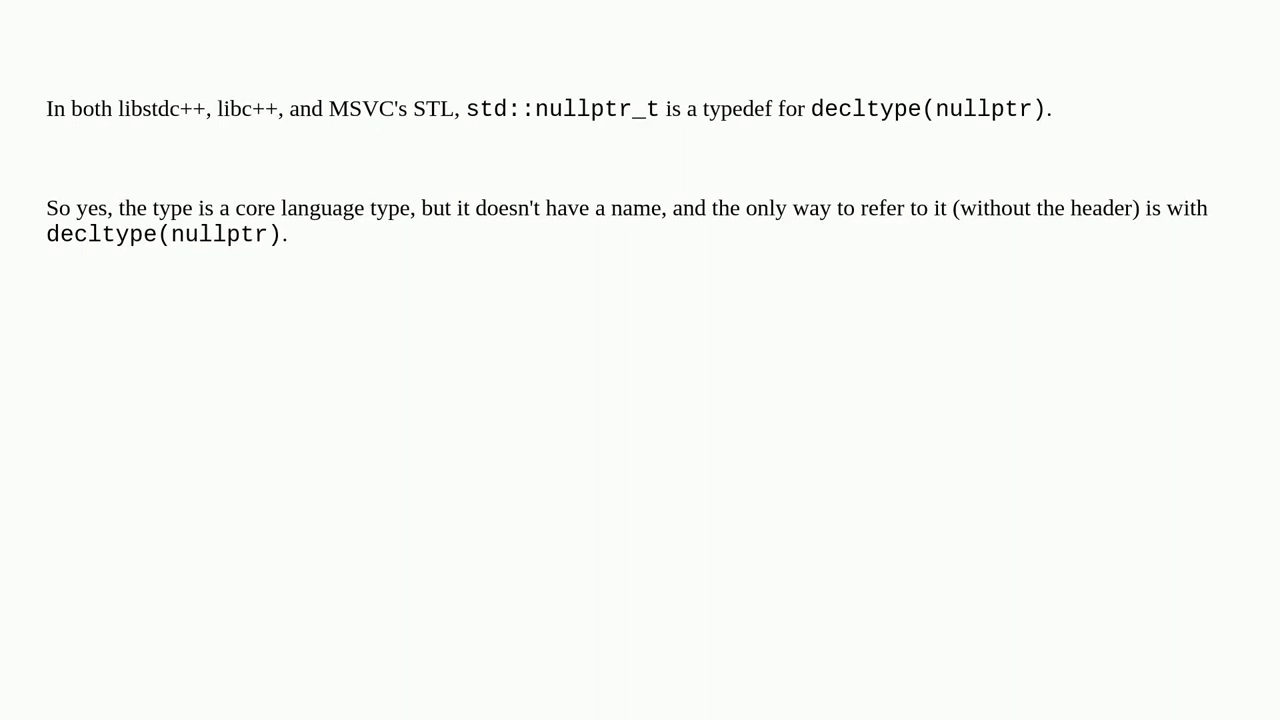 In both libstdc++, libc++, and MSVC's STL, std::nullptr_t is a typedef for decltype(nullptr).
So yes, the type is a core language type, but it doesn't have a name, and the only way to refer to it (without the header) is with
decltype(nullptr).